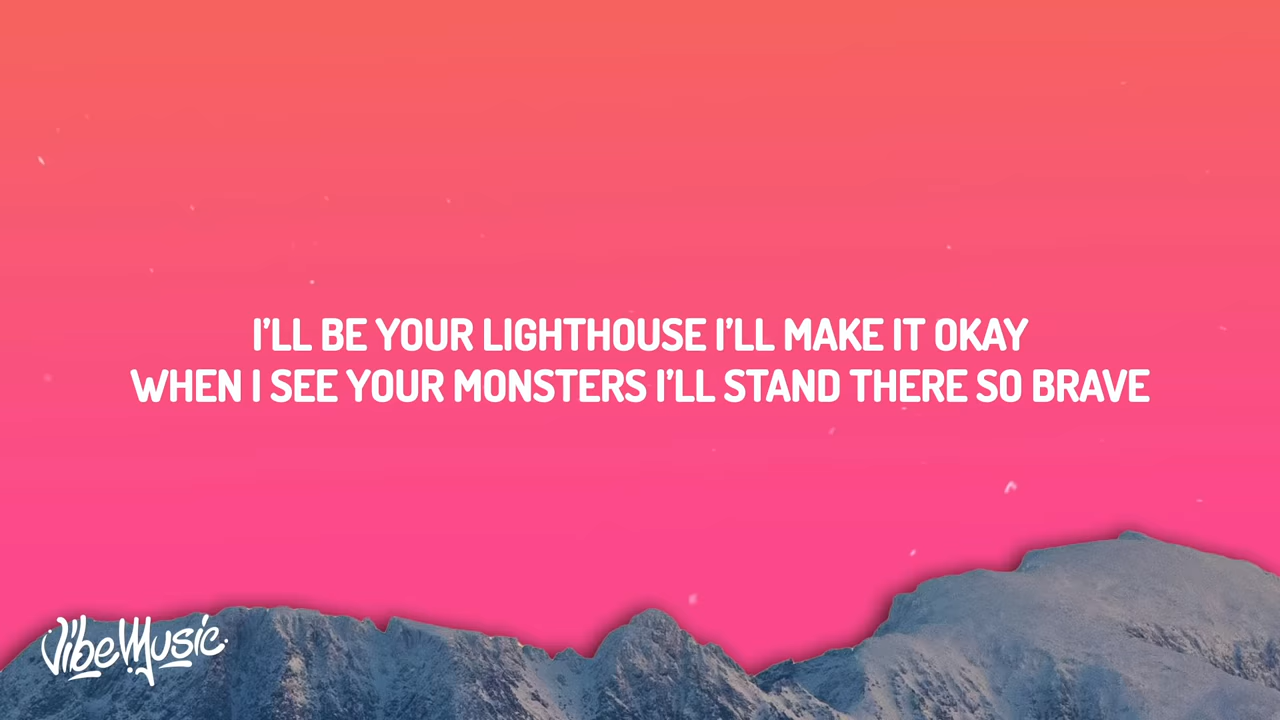 I'LL BE YOUR LIGHTHOUSE I'LL MAKE IT OKAY
WHEN I SEE YOUR MONSTERS I'LL STAND THERE SO BRAVE
VibeMusic